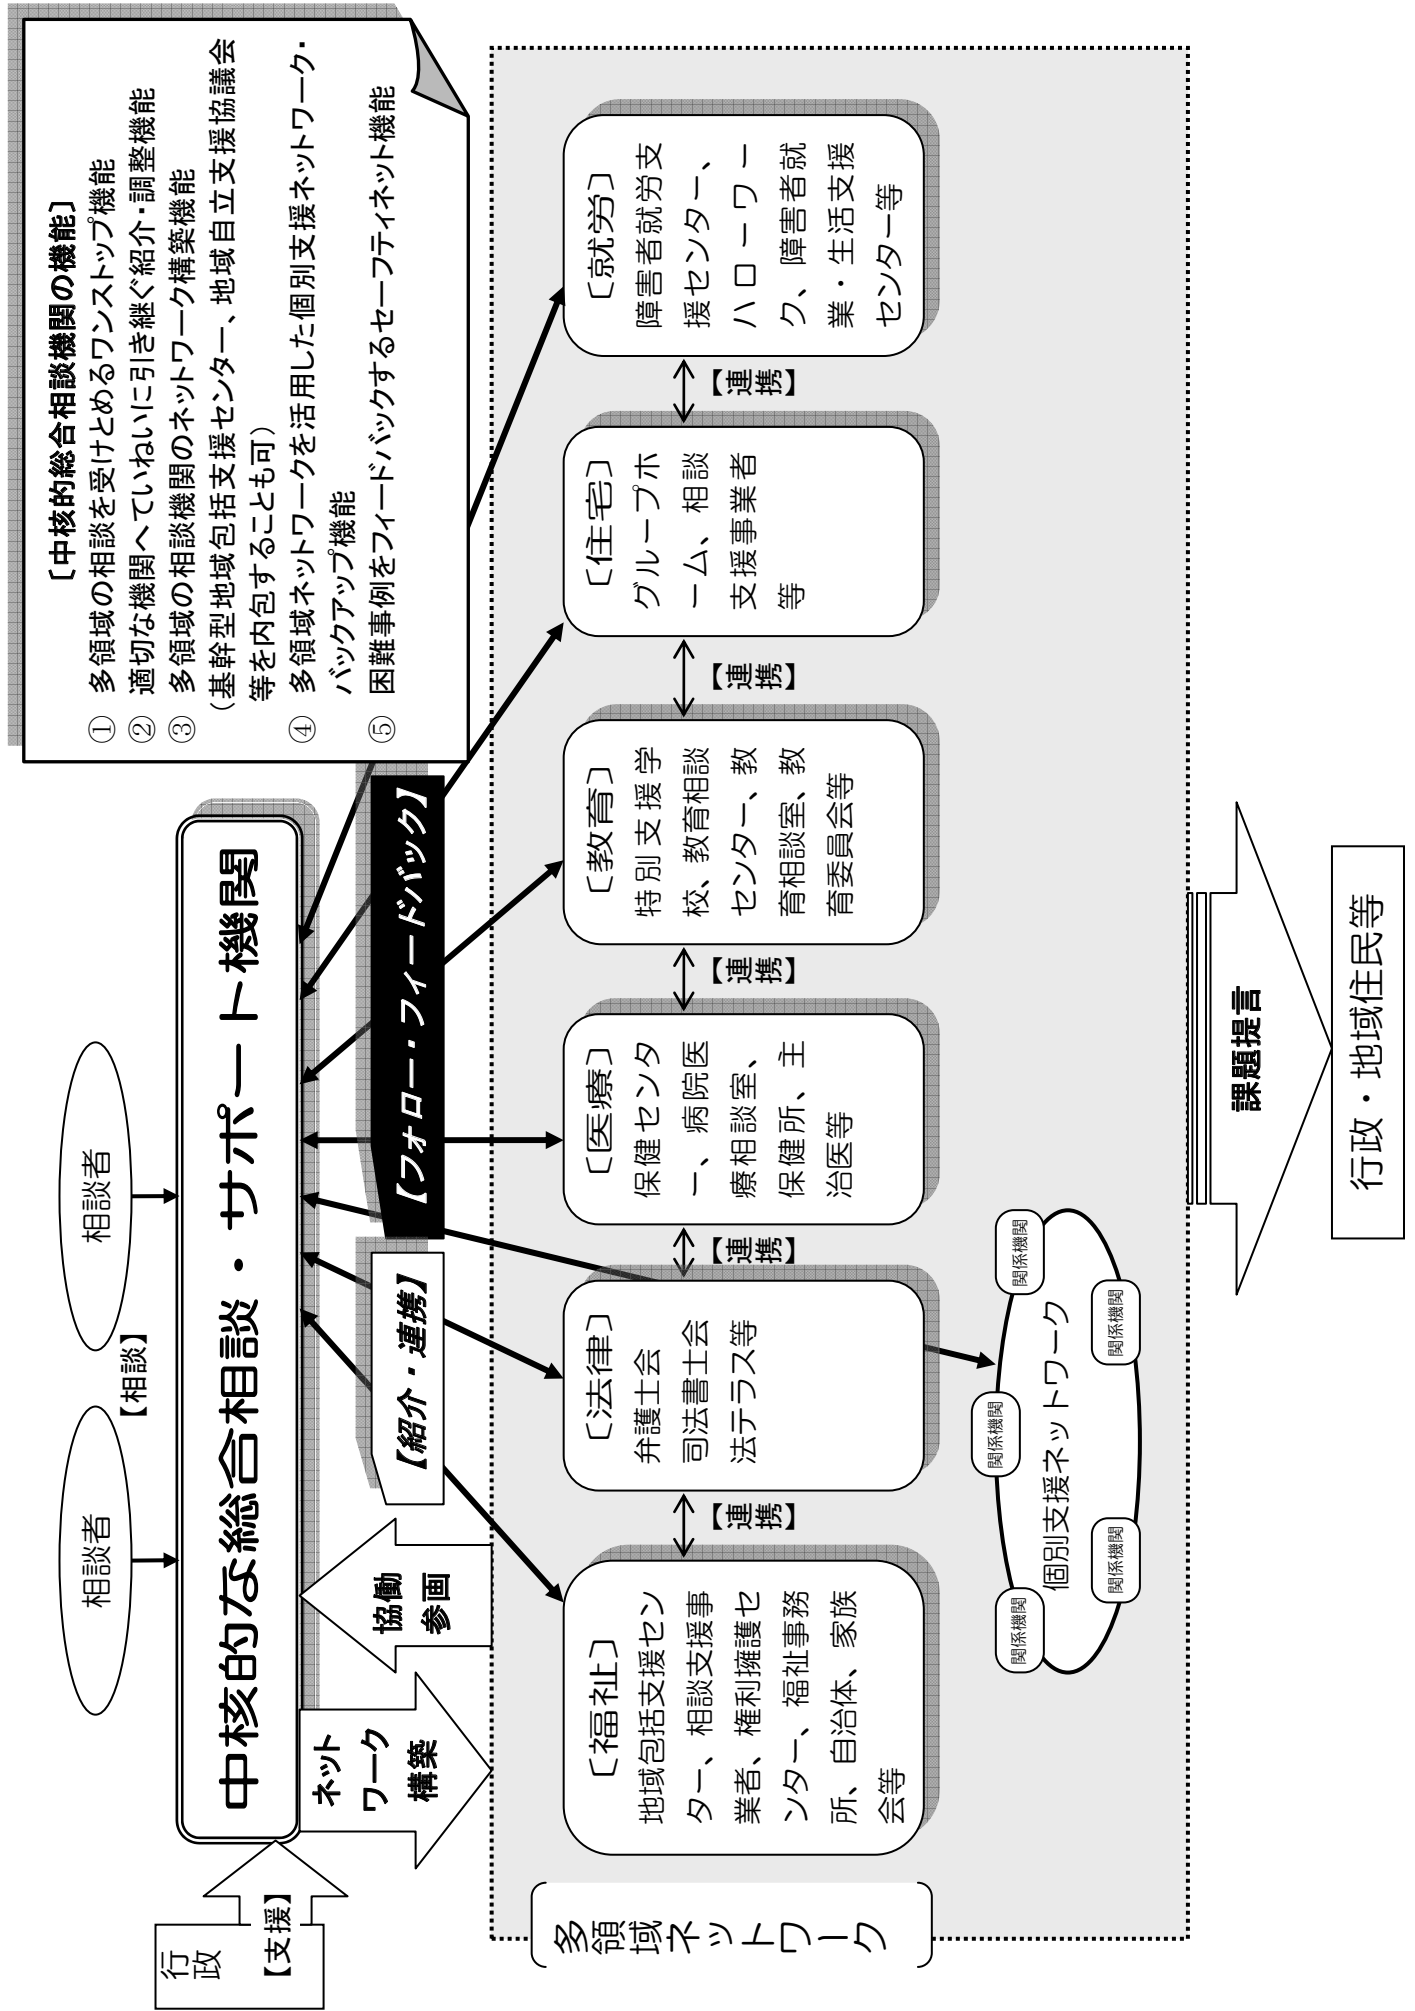 〔中核的総合相談機関の機能〕
① 多領域の相談を受けとめるワンストップ機能
② 適切な機関へていねいに引き継ぐ紹介・調整機能
③ 多領域の相談機関のネットワーク構築機能
（基幹型地域包括支援センター、地域自立支援協議会
等を内包することも可）
④ 多領域ネットワークを活用した個別支援ネットワーク・
バックアップ機能
⑤ 困難事例をフィードバックするセーフティネット機能
相談者
相談者
【相談】
中核的な総合相談・サポート機関
行
政
【支援】
ネット
ワーク
構築
協働
参画
【紹介・連携】
【フォロー・フィードバック】
多領域ネットワーク
〔福祉〕
地域包括支援セン
ター、相談支援事
業者、権利擁護セ
ンター、福祉事務
所、自治体、家族
会等
【連携】
〔法律〕
弁護士会
司法書士会
法テラス等
【連携】
〔医療〕
保健センタ
ー、病院医
療相談室、
保健所、主
治医等
【連携】
〔教育〕
特別支援学
校、教育相談
センター、教
育相談室、教
育委員会等
【連携】
〔住宅〕
グループホ
ーム、相談
支援事業者
等
【連携】
〔就労〕
障害者就労支
援センター、
ハローワー
ク、障害者就
業・生活支援
センター等
関係機関
関係機関
関係機関
個別支援ネットワーク
関係機関
関係機関
課題提言
行政・地域住民等